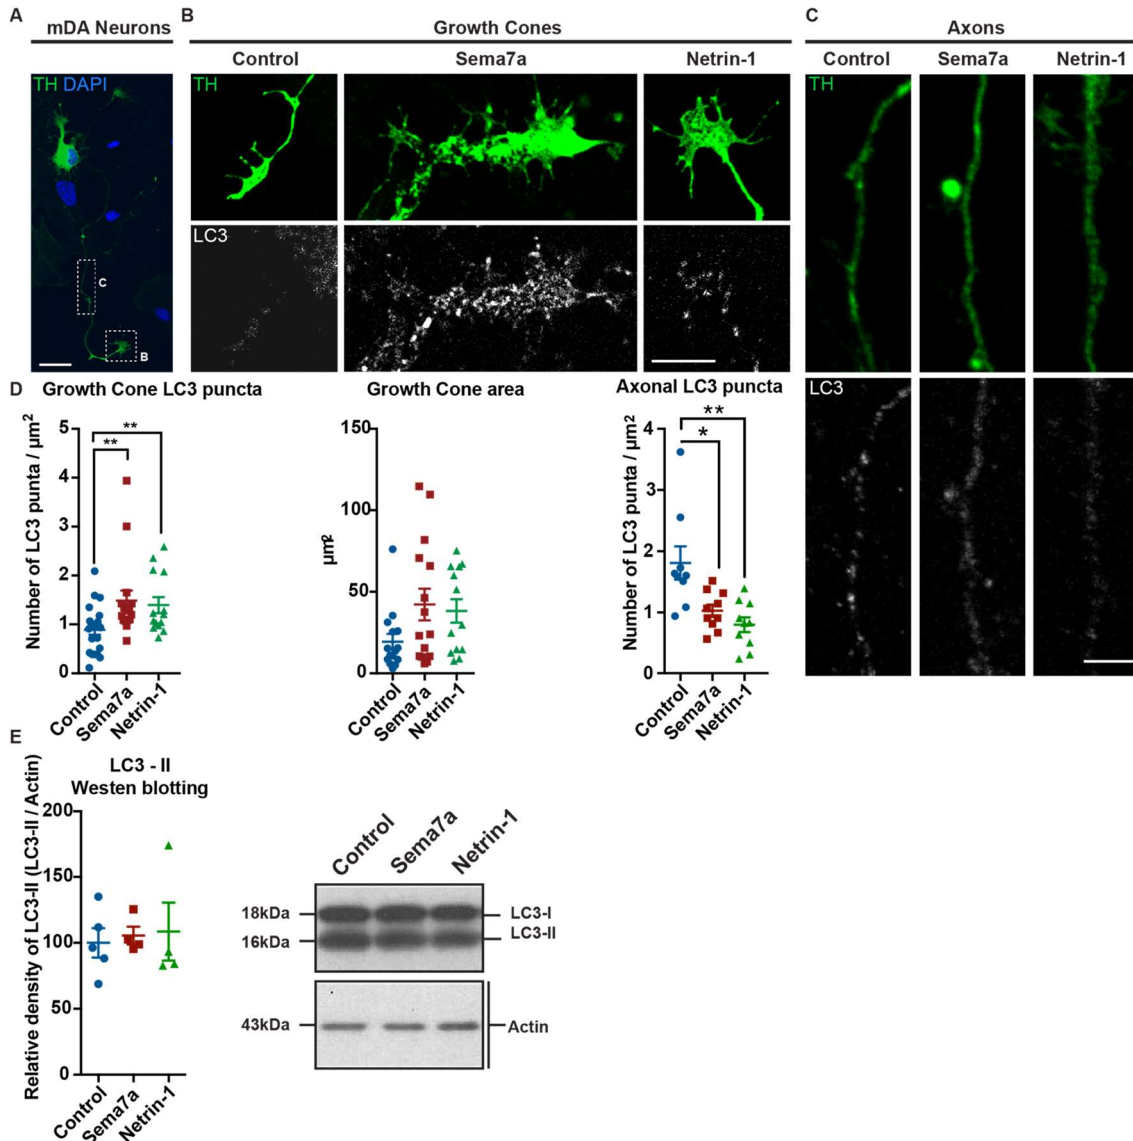 A
mDA Neurons
B
Growth Cones
C
Axons
Control
Sema7a
Netrin-1
Control
Sema7a
Netrin-1
TH DAPI
TH
TH
C
B
LC3
LC3
D
Growth Cone LC3 puncta
Growth Cone area
Axonal LC3 puncta
Number of LC3 punta / µm²
5
4
3
2
1
0
**
**
Control
Sema7a
Netrin-1
µm²
150
100
50
0
Control
Sema7a
Netrin-1
Number of LC3 punta / µm²
4
3
2
1
0
**
*
Control
Sema7a
Netrin-1
E
LC3 - II
Westen blotting
Relative density of LC3-II (LC3-II / Actin)
200
150
100
50
0
Control
Sema7a
Netrin-1
Control
Sema7a
Netrin-1
18kDa
LC3-I
16kDa
LC3-II
43kDa
Actin